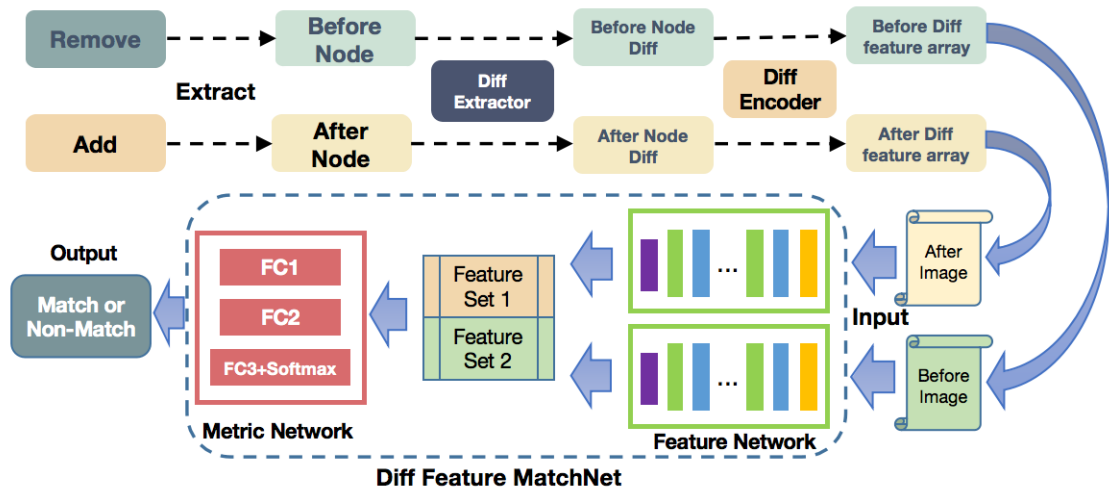 Remove
Before
Node
Before Node
Diff
Before Diff
feature array
Extract
Diff
Extractor
Diff
Encoder
Add
After
Node
After Node
Diff
After Diff
feature array
Output
Match or
Non-Match
FC1
FC2
FC3+Softmax
Metric Network
Feature
Set 1
Feature
Set 2
...
...
Feature Network
Input
After
Image
Before
Image
Diff Feature MatchNet